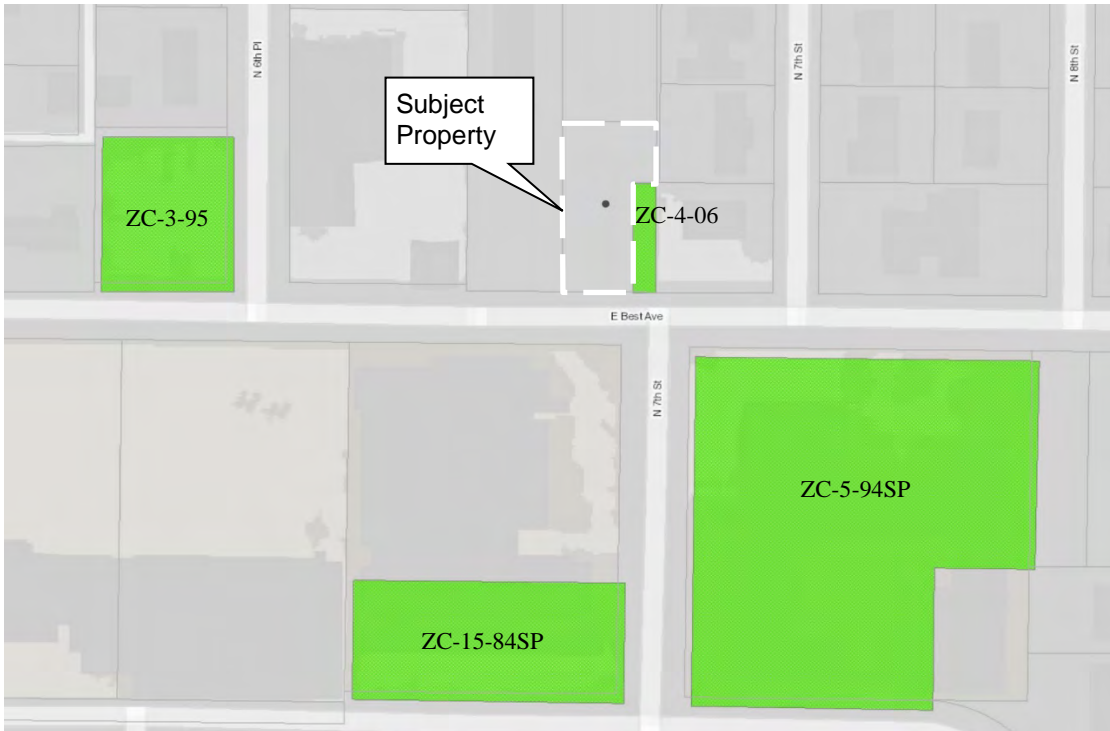 N 6th Pl
N 7th St
N 8th St
Subject
Property
ZC-3-95
ZC-4-06
E Best Ave
N 7th St
ZC-5-94SP
ZC-15-84SP